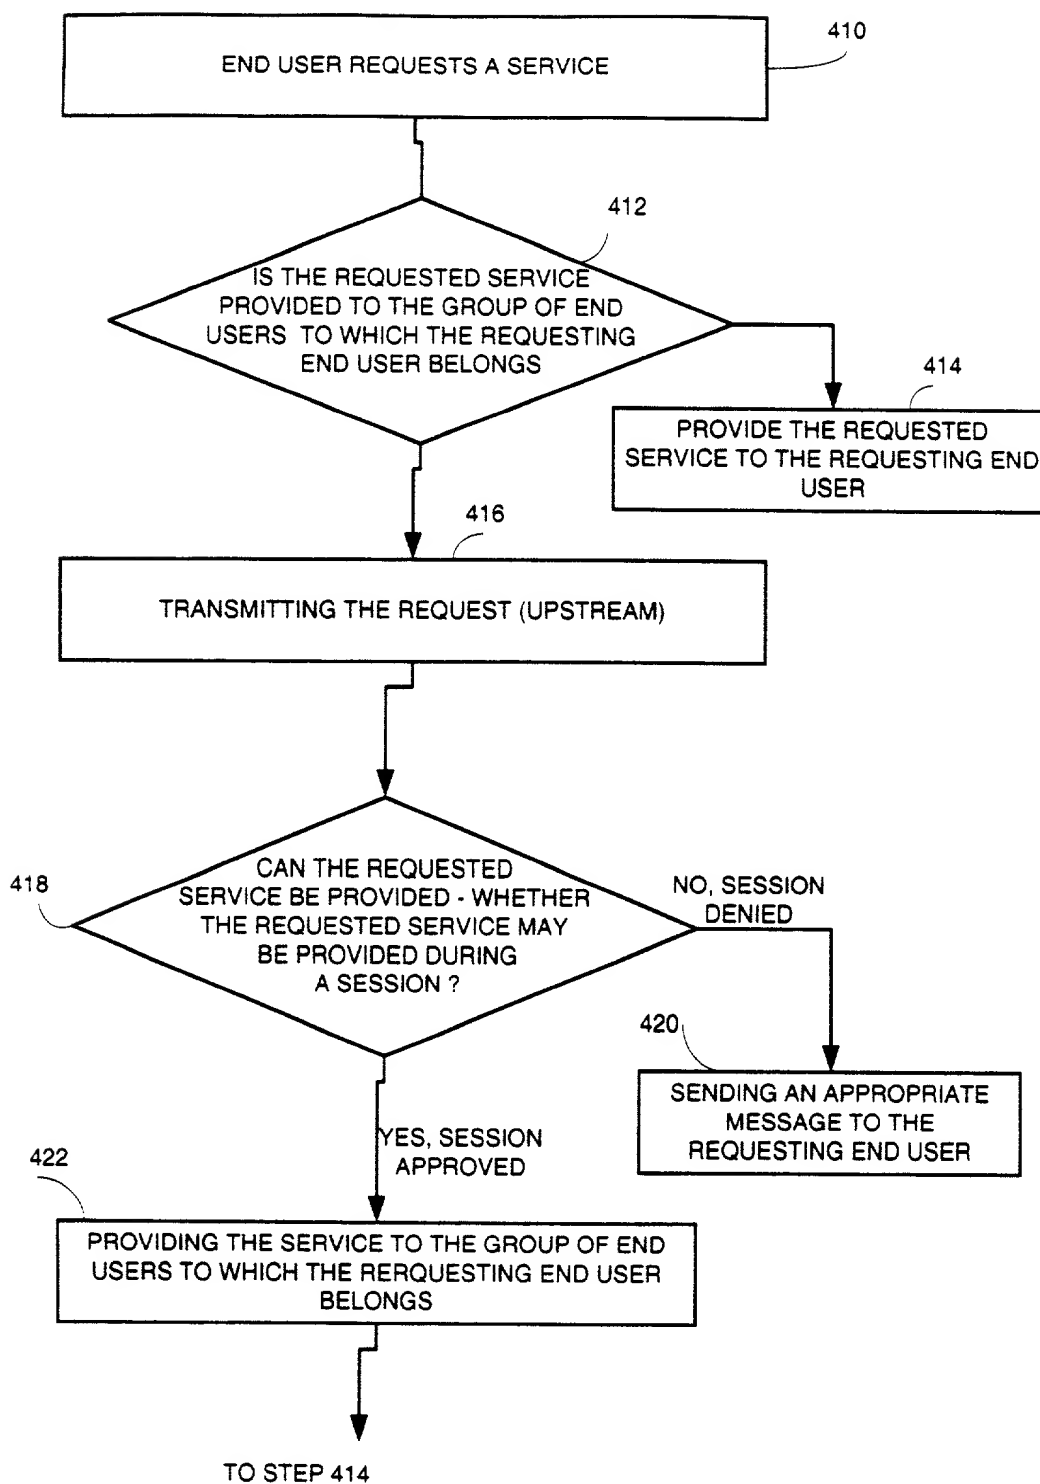 410
END USER REQUESTS A SERVICE
412
IS THE REQUESTED SERVICE
PROVIDED TO THE GROUP OF END
USERS TO WHICH THE REQUESTING
END USER BELONGS
414
PROVIDE THE REQUESTED
SERVICE TO THE REQUESTING END
USER
416
TRANSMITTING THE REQUEST (UPSTREAM)
418
CAN THE REQUESTED
SERVICE BE PROVIDED - WHETHER
THE REQUESTED SERVICE MAY
BE PROVIDED DURING
A SESSION ?
NO, SESSION
DENIED
420
SENDING AN APPROPRIATE
MESSAGE TO THE
REQUESTING END USER
YES, SESSION
APPROVED
422
PROVIDING THE SERVICE TO THE GROUP OF END
USERS TO WHICH THE RERQUESTING END USER
BELONGS
TO STEP 414